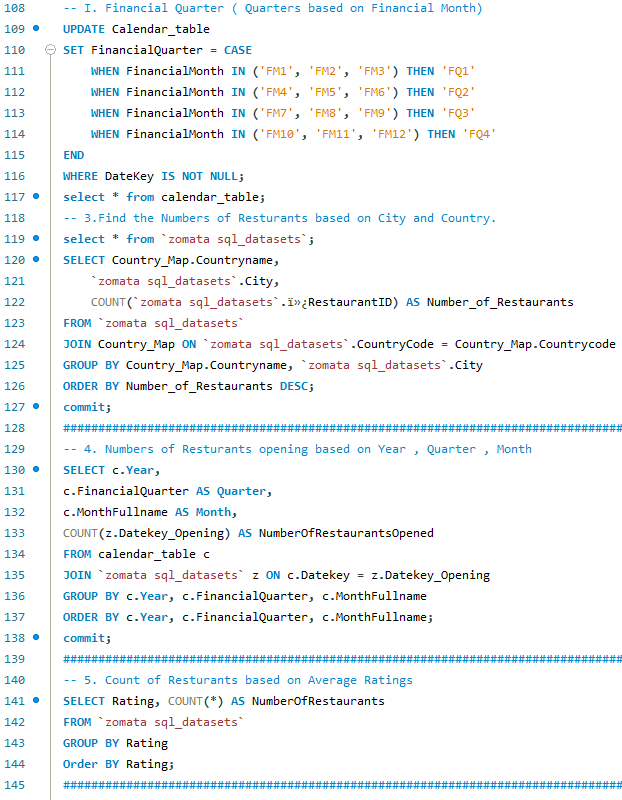 108 -- I. Financial Quarter ( Quarters based on Financial Month)
109 UPDATE Calendar_table
110 SET FinancialQuarter = CASE
111 WHEN FinancialMonth IN ('FM1', 'FM2', 'FM3') THEN 'FQ1'
112 WHEN FinancialMonth IN ('FM4', 'FM5', 'FM6') THEN 'FQ2'
113 WHEN FinancialMonth IN ('FM7', 'FM8', 'FM9') THEN 'FQ3'
114 WHEN FinancialMonth IN ('FM10', 'FM11', 'FM12') THEN 'FQ4'
115 END
116 WHERE DateKey IS NOT NULL;
117 select * from calendar_table;
118 -- 3.Find the Numbers of Resturants based on City and Country.
119 select * from `zomata sql_datasets`;
120 SELECT Country_Map.Countryname,
121 `zomata sql_datasets`.City,
122 COUNT(`zomata sql_datasets`.ï»¿RestaurantID) AS Number_of_Restaurants
123 FROM `zomata sql_datasets`
124 JOIN Country_Map ON `zomata sql_datasets`.CountryCode = Country_Map.Countrycode
125 GROUP BY Country_Map.Countryname, `zomata sql_datasets`.City
126 ORDER BY Number_of_Restaurants DESC;
127 commit;
128 ################################################################################
129 -- 4. Numbers of Resturants opening based on Year , Quarter , Month
130 SELECT c.Year,
131 c.FinancialQuarter AS Quarter,
132 c.MonthFullname AS Month,
133 COUNT(z.Datekey_Opening) AS NumberOfRestaurantsOpened
134 FROM calendar_table c
135 JOIN `zomata sql_datasets` z ON c.Datekey = z.Datekey_Opening
136 GROUP BY c.Year, c.FinancialQuarter, c.MonthFullname
137 ORDER BY c.Year, c.FinancialQuarter, c.MonthFullname;
138 commit;
139 ################################################################################
140 -- 5. Count of Resturants based on Average Ratings
141 SELECT Rating, COUNT(*) AS NumberOfRestaurants
142 FROM `zomata sql_datasets`
143 GROUP BY Rating
144 Order BY Rating;
145 ################################################################################